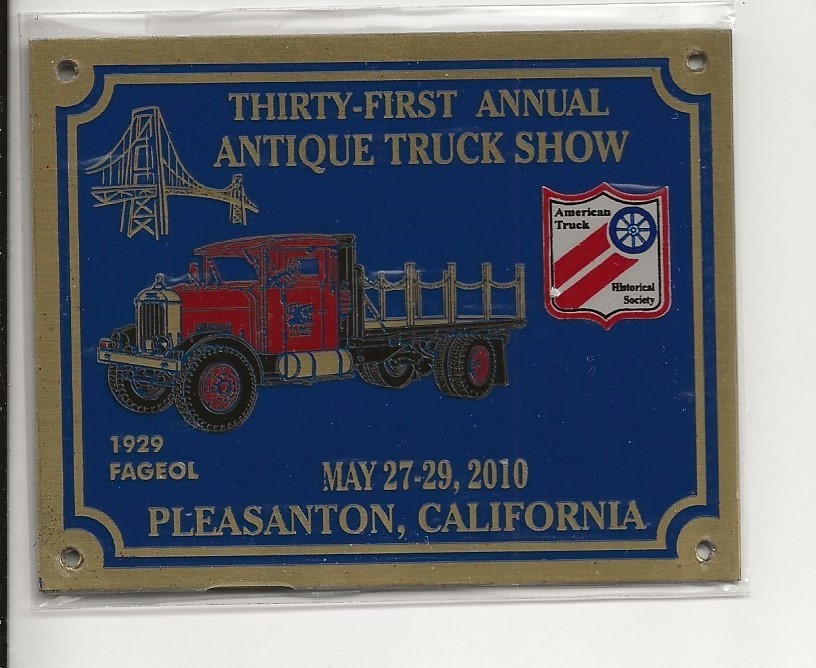 THIRTY-FIRST ANNUAL
ANTIQUE TRUCK SHOW
American
Truck
Historical
Society
1929
FAGEOL
MAY 27-29, 2010
PLEASANTON, CALIFORNIA